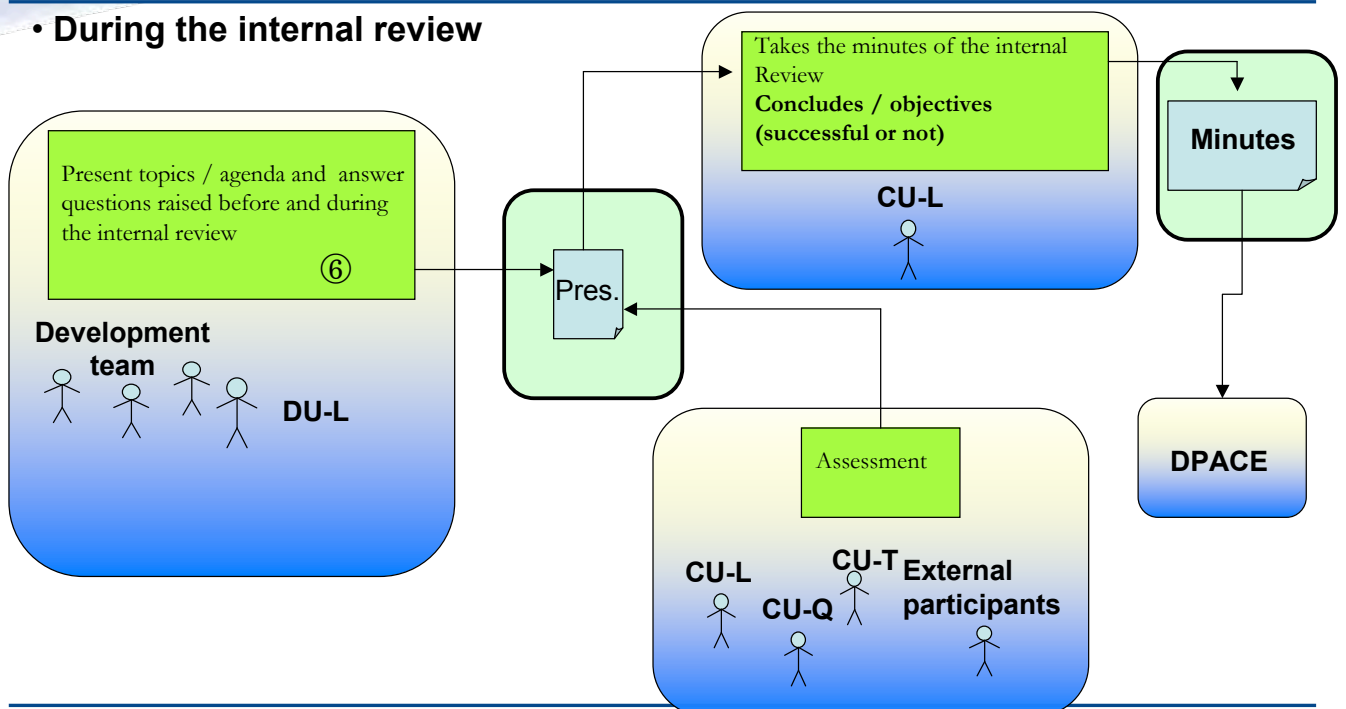 • During the internal review
Present topics / agenda and answer
questions raised before and during
the internal review
⑥
Development
team
DU-L
Pres.
Takes the minutes of the internal
Review
Concludes / objectives
(successful or not)
CU-L
Minutes
DPACE
Assessment
CU-L
CU-Q
CU-T
External
participants